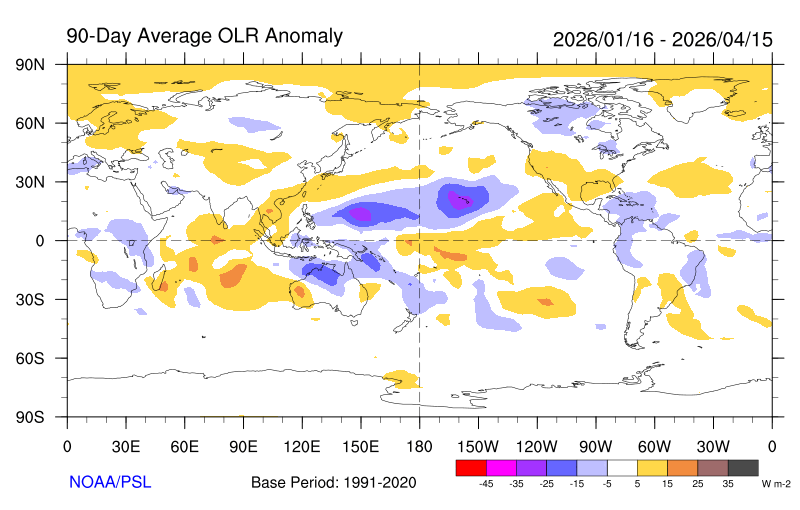 90-Day Average OLR Anomaly
2026/01/16 - 2026/04/15
90N
60N
30N
0
30S
60S
90S
0 30E 60E 90E 120E 150E 180 150W 120W 90W 60W 30W 0
NOAA/PSL
Base Period: 1991-2020
-45 -35 -25 -15 -5 5 15 25 35 W m-2